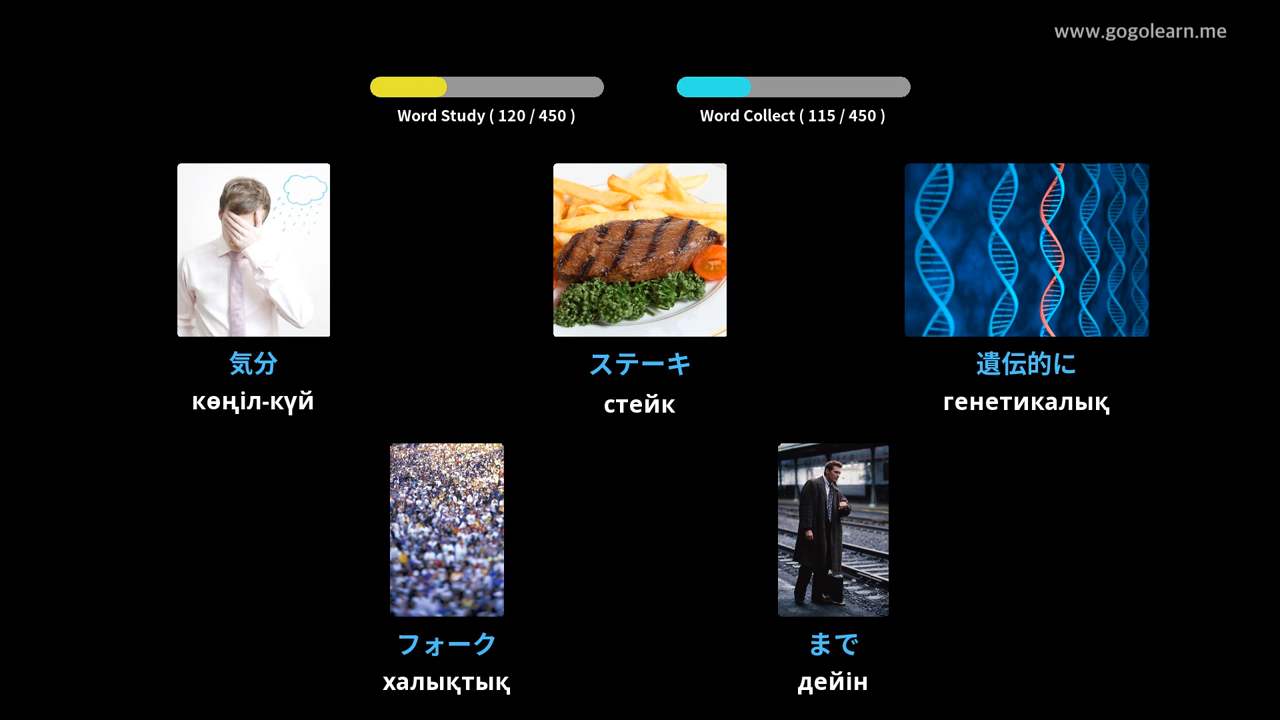 www.gogolearn.me
Word Study ( 120 / 450 )
Word Collect ( 115 / 450 )
気分
ステーキ
遺伝的に
көңіл-күй
стейк
генетикалық
フォーク
まで
халықтық
дейін